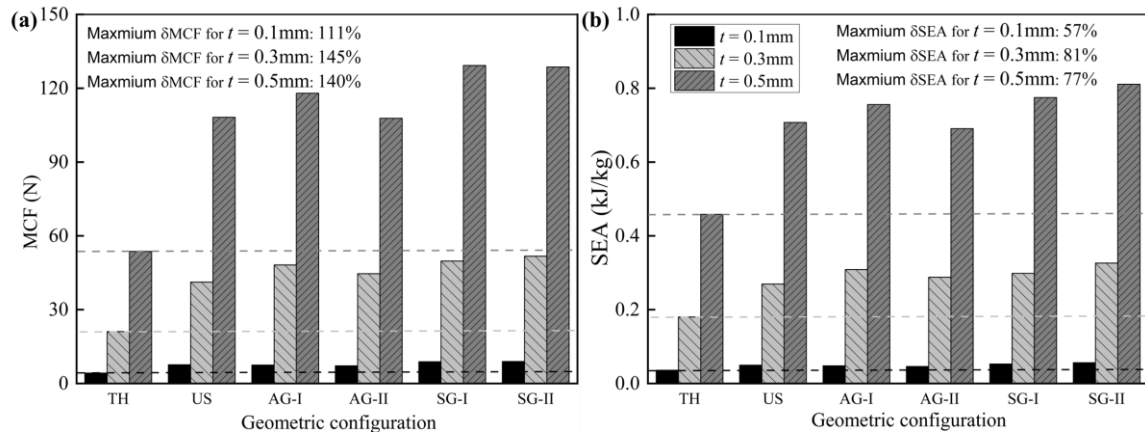 (a)
150
120
90
60
30
0
MCF (N)
Maxmium δMCF for t = 0.1mm: 111%
Maxmium δMCF for t = 0.3mm: 145%
Maxmium δMCF for t = 0.5mm: 140%
TH US AG-I AG-II SG-I SG-II
Geometric configuration
(b)
1.0
0.8
0.6
0.4
0.2
0.0
SEA (kJ/kg)
t = 0.1mm
t = 0.3mm
t = 0.5mm
Maxmium δSEA for t = 0.1mm: 57%
Maxmium δSEA for t = 0.3mm: 81%
Maxmium δSEA for t = 0.5mm: 77%
TH US AG-I AG-II SG-I SG-II
Geometric configuration